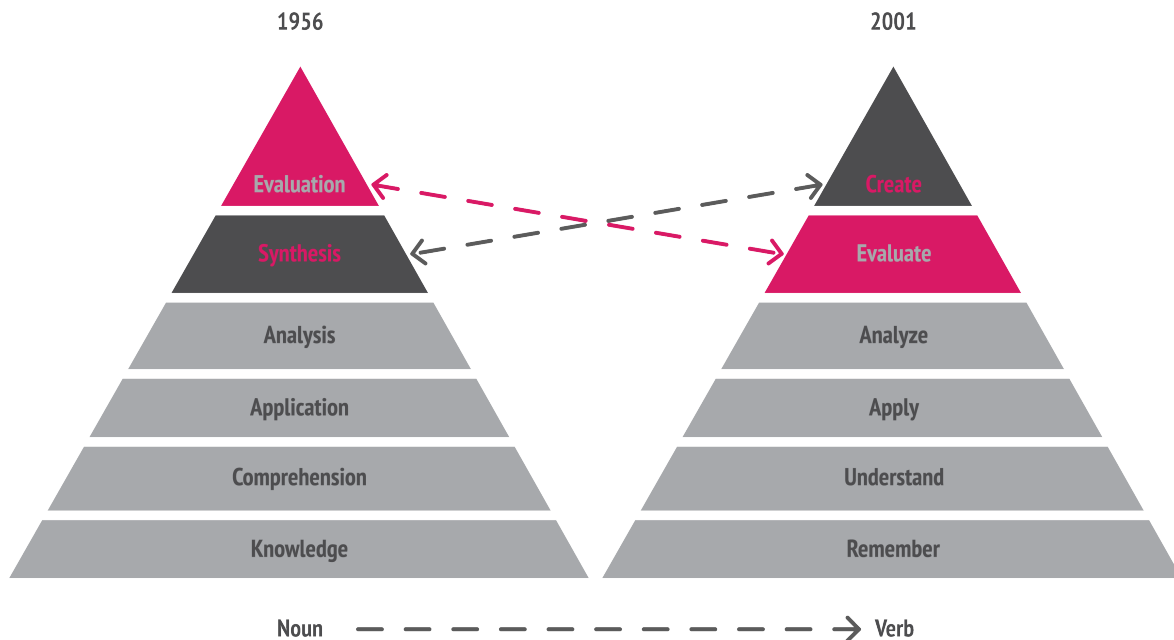 1956
2001
Evaluation
Create
Synthesis
Evaluate
Analysis
Analyze
Application
Apply
Comprehension
Understand
Knowledge
Remember
Noun
Verb